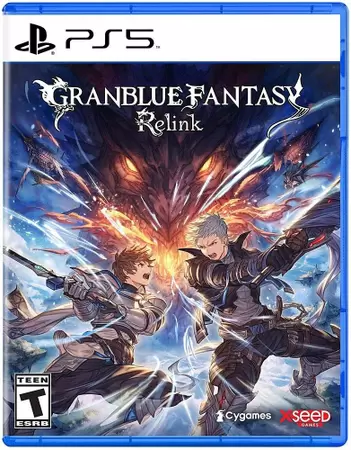 PS5
GRANBLUE FANTASY
Relink
TEEN
T
ESRB
Cygames
XSEED
GAMES